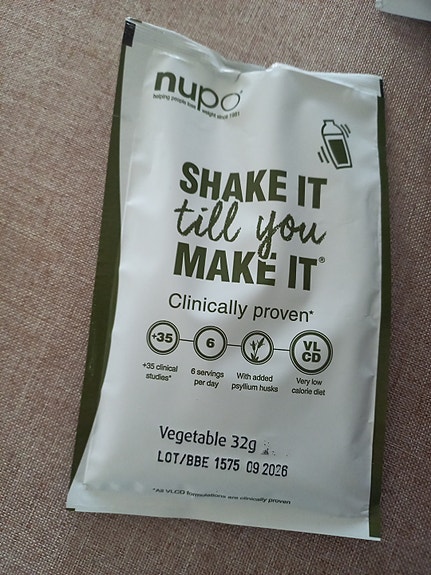 nupo®
helping people lose weight since 1981
SHAKE IT
till you
MAKE IT®
Clinically proven*
+35
6
VL
CD
+35 clinical
studies*
6 servings
per day
With added
psyllium husks
Very low
calorie diet
Vegetable 32g
LOT/BBE 1575 09 2026
*All VLCD formulations are clinically proven